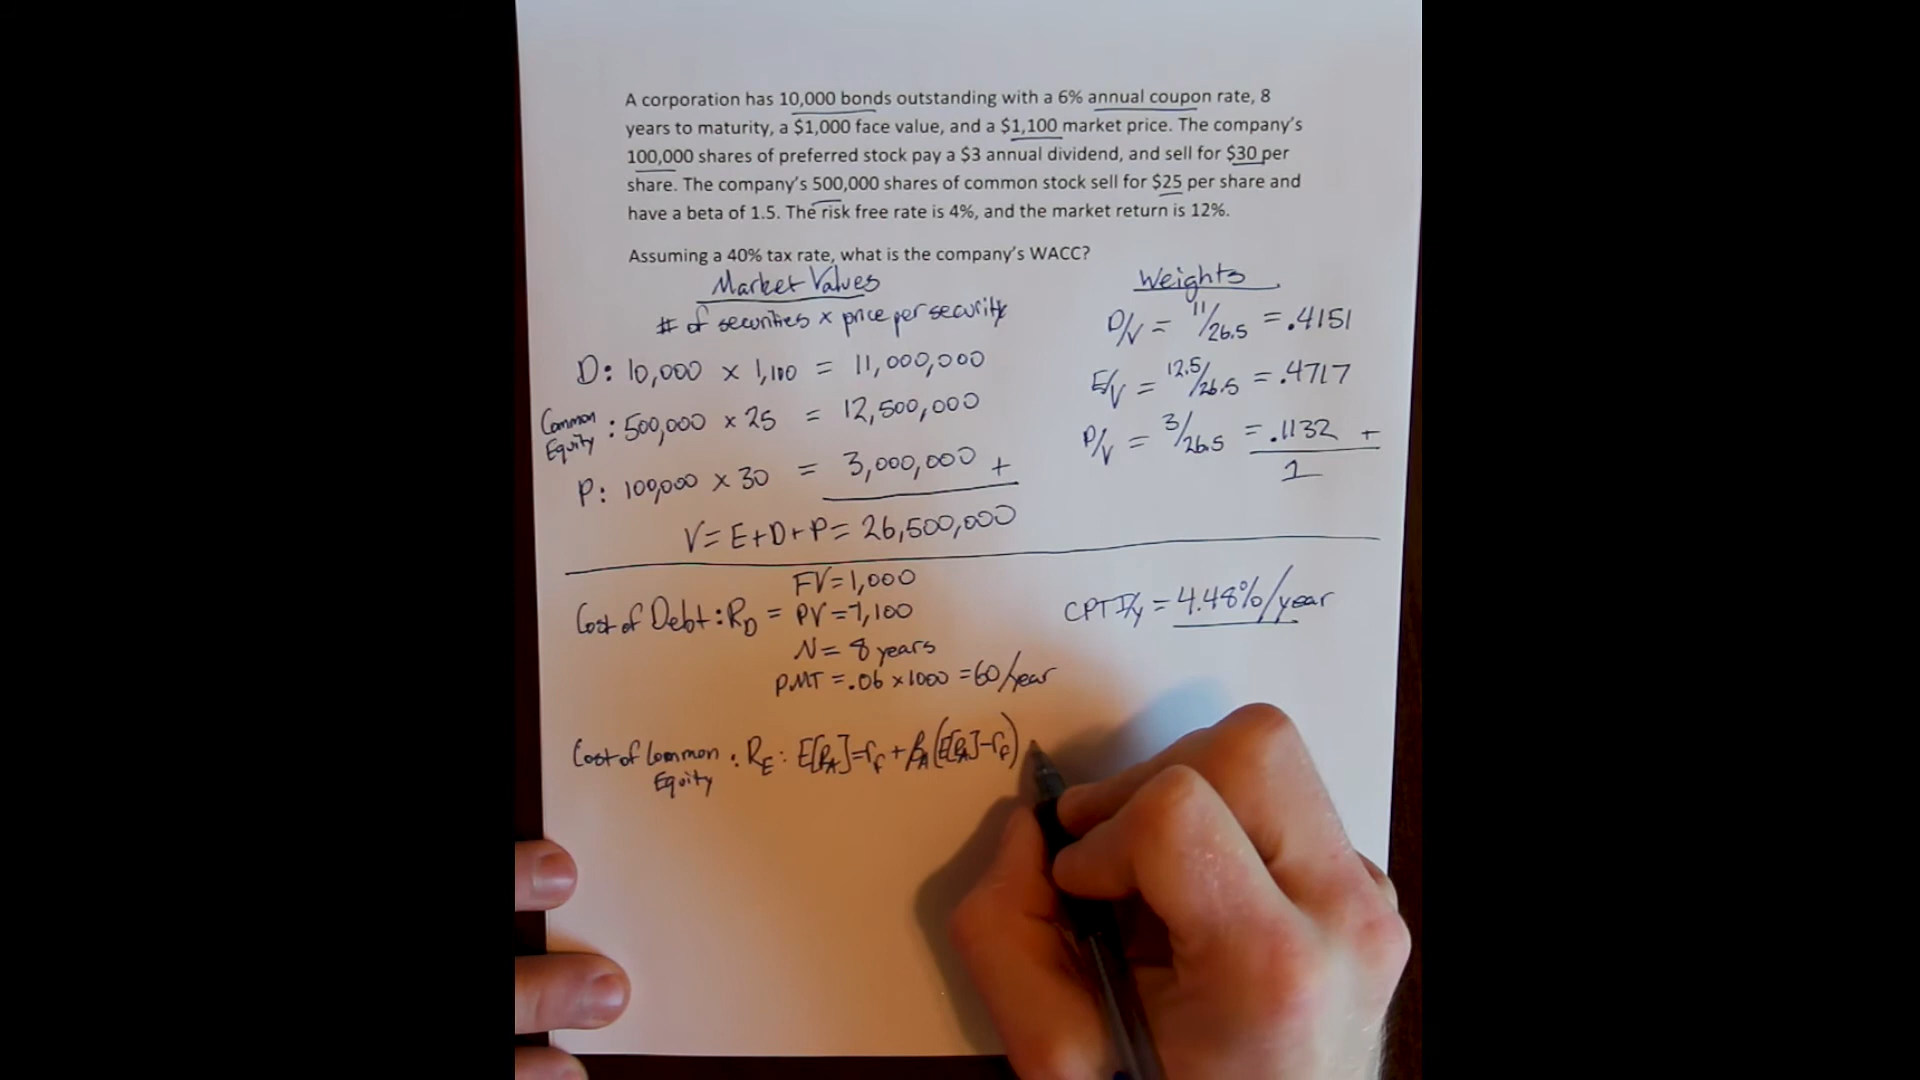 A corporation has 10,000 bonds outstanding with a 6% annual coupon rate, 8
years to maturity, a $1,000 face value, and a $1,100 market price. The company's
100,000 shares of preferred stock pay a $3 annual dividend, and sell for $30 per
share. The company's 500,000 shares of common stock sell for $25 per share and
have a beta of 1.5. The risk free rate is 4%, and the market return is 12%.
Assuming a 40% tax rate, what is the company's WACC?
Market Values
# of securities x price per security
D: 10,000 x 1,100 = 11,000,000
Common Equity : 500,000 x 25 = 12,500,000
P: 100,000 x 30 = 3,000,000 +
V = E+D+P = 26,500,000
Weights
D/V = 11/26.5 = .4151
E/V = 12.5/26.5 = .4717
P/V = 3/26.5 = .1132 +
1
FV = 1,000
Cost of Debt: RD = PV = -1,100
N = 8 years
PMT = .06 x 1000 = 60/year
CPT I/y = 4.48%/year
Cost of Common Equity : RE : E[RA] = rf + βA (E[RA] - rf)